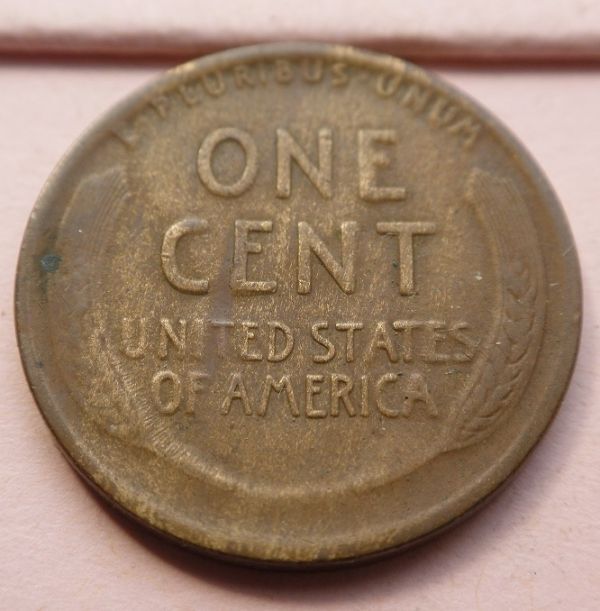 E PLURIBUS · UNUM
ONE
CENT
UNITED STATES
OF AMERICA